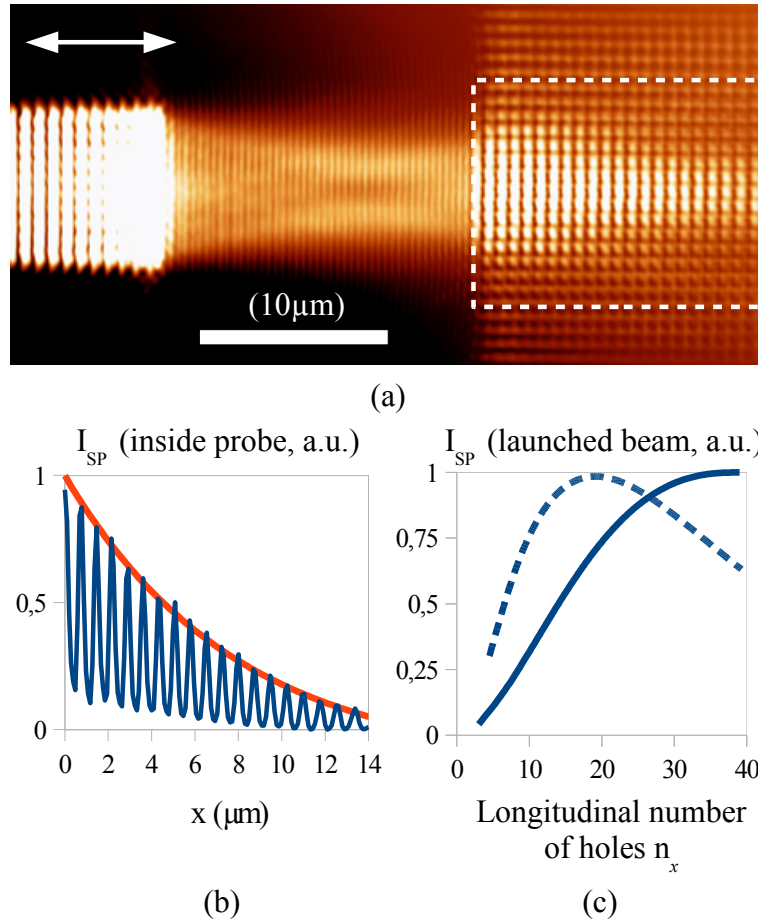 (10µm)
(a)
I_SP (inside probe, a.u.)
1
0,5
0
0 2 4 6 8 10 12 14
x (µm)
(b)
I_SP (launched beam, a.u.)
1
0,75
0,5
0,25
0
0 10 20 30 40
Longitudinal number
of holes n_x
(c)